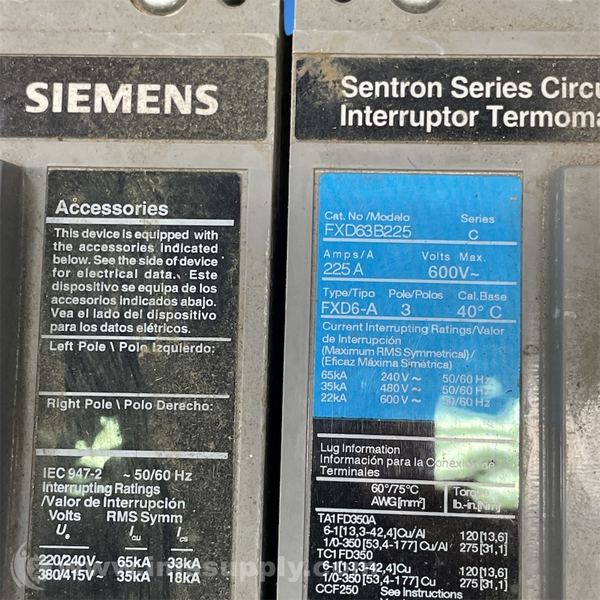 SIEMENS
Accessories
This device is equipped with
the accessories indicated
below. See the side of device
for electrical data.. Este
dispositivo se equipa de los
accesorios indicados abajo.
Vea el lado del dispositivo
para los datos elétricos.
Left Pole \ Polo Izquierdo:
Right Pole \ Polo Derecho:
IEC 947-2 ~ 50/60 Hz
Interrupting Ratings
/Valor de Interrupción
Volts RMS Symm
Ue Icu Ics
220/240V 65kA 33kA
380/415V~ 35kA 18kA
Sentron Series Circu
Interruptor Termoma
Cat. No /Modelo Series
FXD63B225 C
Amps/A Volts Max.
225 A 600V~
Type/Tipo Pole/Polos Cal.Base
FXD6-A 3 40° C
Current Interrupting Ratings/Valor
de Interrupción
(Maximum RMS Symmetrical)/
(Eficaz Máxima Simétrica)
65kA 240 V ~ 50/60 Hz
35kA 480 V ~ 50/60 Hz
22kA 600 V ~ 50/60 Hz
Lug Information
Información para la Conexión de
Terminales
60°/75°C
AWG[mm²] lb.-in.[Nm]
TA1FD350A
6-1[13,3-42,4]Cu/Al 120 [13,6]
1/0-350 [53,4-177] Cu/Al 275 [31,1]
TC1FD350
6-1[13,3-42,4]Cu 120 [13,6]
1/0-350 [53,4-177] Cu 275 [31,1]
CCF250 See Instructions